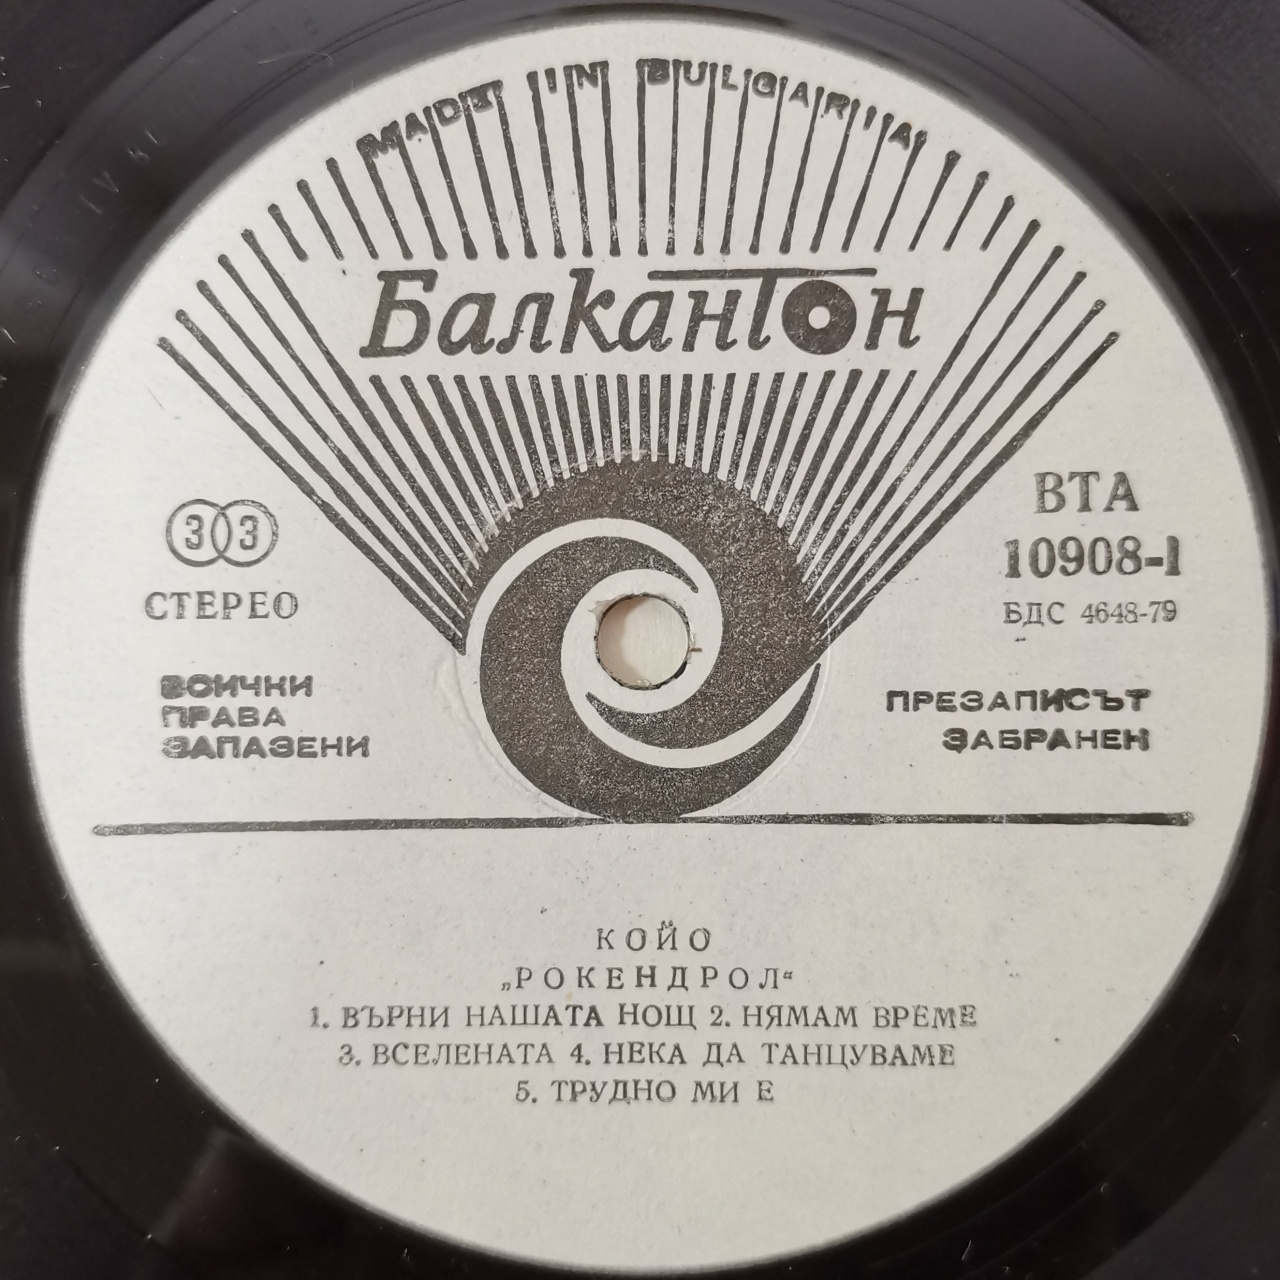 MADE IN BULGARIA
Балкантон
33
СТЕРЕО
ВТА
10908-1
БДС 4648-79
ВСИЧКИ
ПРАВА
ЗАПАЗЕНИ
ПРЕЗАПИСЪТ
ЗАБРАНЕН
КОЙО
„РОКЕНДРОЛ“
1. ВЪРНИ НАШАТА НОЩ 2. НЯМАМ ВРЕМЕ
3. ВСЕЛЕНАТА 4. НЕКА ДА ТАНЦУВАМЕ
5. ТРУДНО МИ Е